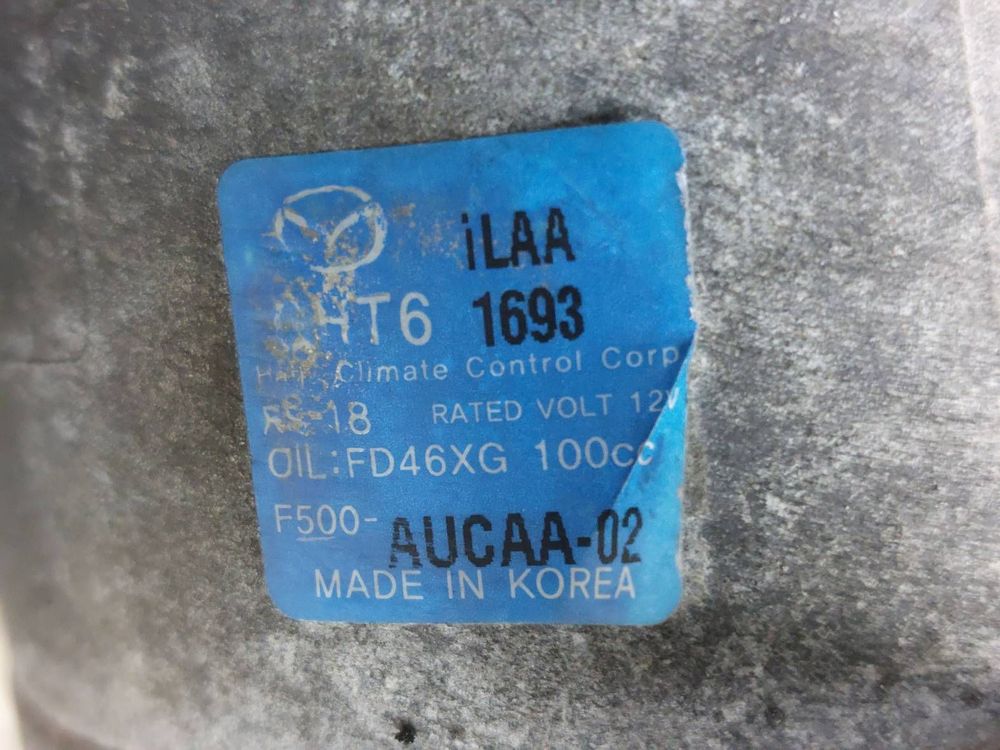 iLAA
HT6 1693
Climate Control Corp
-18 RATED VOLT 12V
OIL:FD46XG 100cc
F500-AUCAA-02
MADE IN KOREA